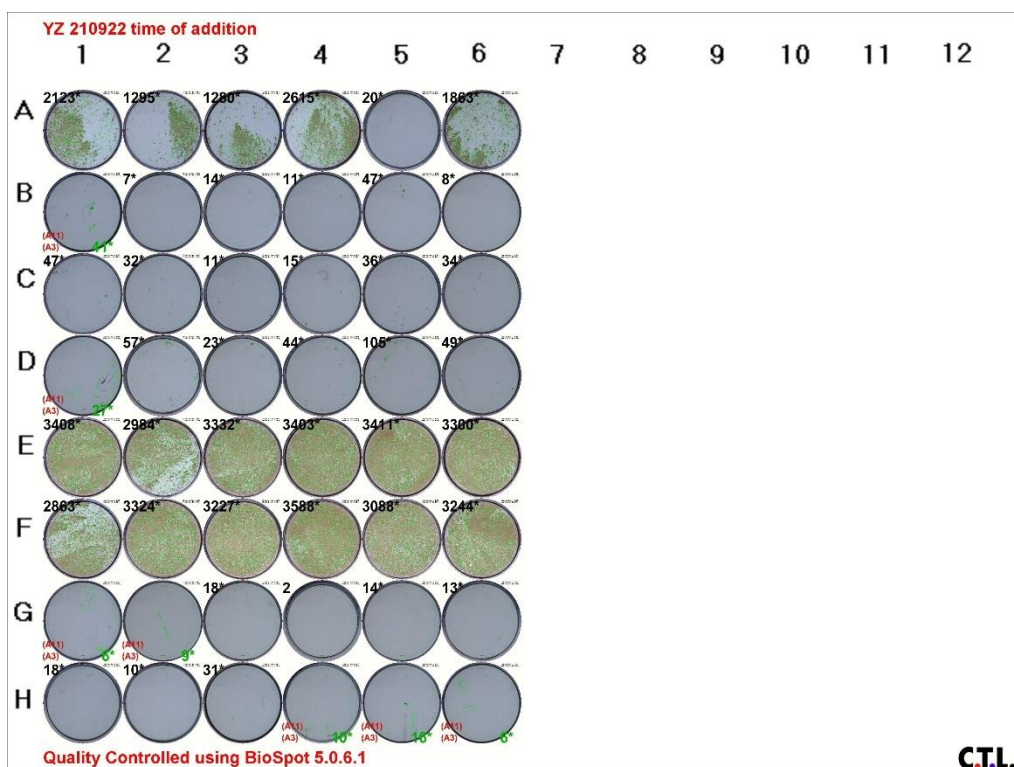 YZ 210922 time of addition
1 2 3 4 5 6 7 8 9 10 11 12
A
2123* 1295* 1280* 2615* 20* 1863*
B
7* 14* 11* 47* 8*
(A11)
(A3) 41*
C
47* 32* 11* 15* 36* 34*
D
57* 23* 44* 105* 49*
(A11)
(A3) 27*
E
3408* 2984* 3332* 3403* 3411* 3300*
F
2863* 3324* 3227* 3588* 3088* 3244*
G
18* 2 14* 13*
(A11) (A11)
(A3) 6* (A3) 9*
H
18* 10* 31*
(A11) (A11) (A11)
(A3) 10* (A3) 16* (A3) 6*
Quality Controlled using BioSpot 5.0.6.1
C.T.L.